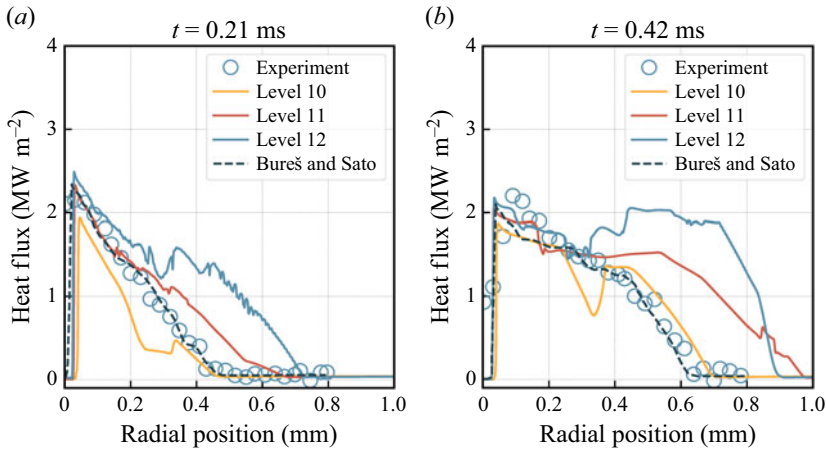 (a)
t = 0.21 ms
4
3
2
1
0
Heat flux (MW m−2)
Experiment
Level 10
Level 11
Level 12
Bureš and Sato
0 0.2 0.4 0.6 0.8 1.0
Radial position (mm)
(b)
t = 0.42 ms
4
3
2
1
0
Heat flux (MW m−2)
Experiment
Level 10
Level 11
Level 12
Bureš and Sato
0 0.2 0.4 0.6 0.8 1.0
Radial position (mm)